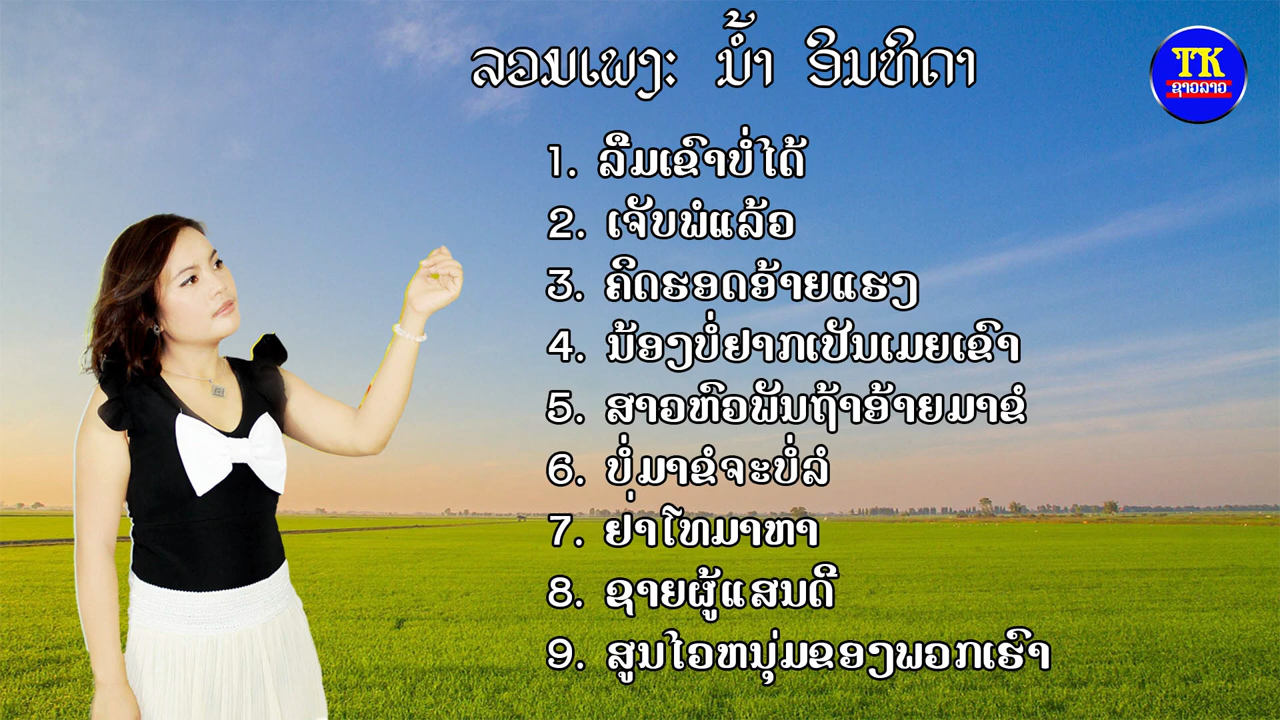 ລວມເພງ: ນ້ຳ ອິນທິດາ
TK
ຊາວລາວ
1. ລືມເຂົາບໍ່ໄດ້
2. ເຈັບພໍແລ້ວ
3. ຄິດຮອດອ້າຍແຮງ
4. ນ້ອງບໍ່ຢາກເປັນເມຍເຂົາ
5. ສາວຫົວພັນຖ້າອ້າຍມາຂໍ
6. ບໍ່ມາຂໍຈະບໍ່ລໍ
7. ຢ່າໂທມາຫາ
8. ຊາຍຜູ້ແສນດີ
9. ສູນໄວຫນຸ່ມຂອງພວກເຮົາ